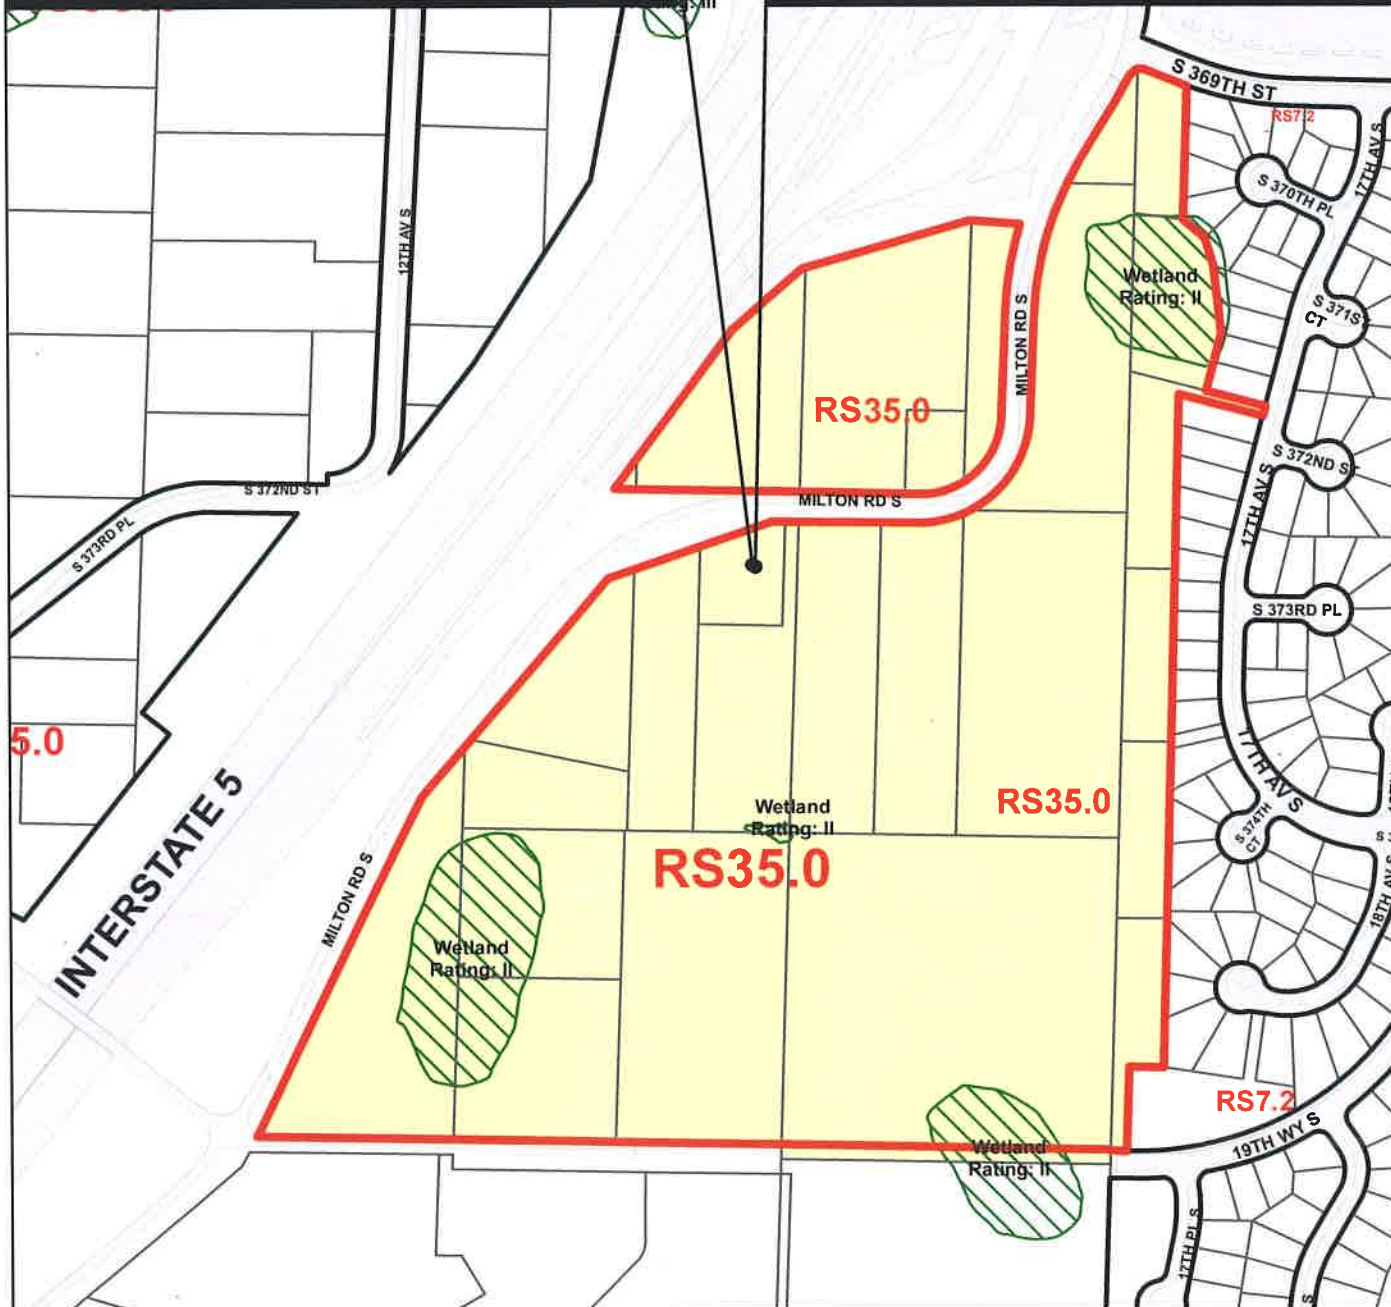 S 369TH ST
RS7.2
17TH AV S
S 370TH PL
12TH AV S
Wetland
Rating: II
S 371S
CT
MILTON RD S
RS35.0
S 372ND S
S 372ND ST
MILTON RD S
17TH AV S
S 373RD PL
S 373RD PL
5.0
17TH AV S
INTERSTATE 5
RS35.0
Wetland
Rating: II
S 374TH
CT
RS35.0
MILTON RD S
18TH AV S
Wetland
Rating: II
RS7.2
19TH WY S
Wetland
Rating: II
17TH PL S
S